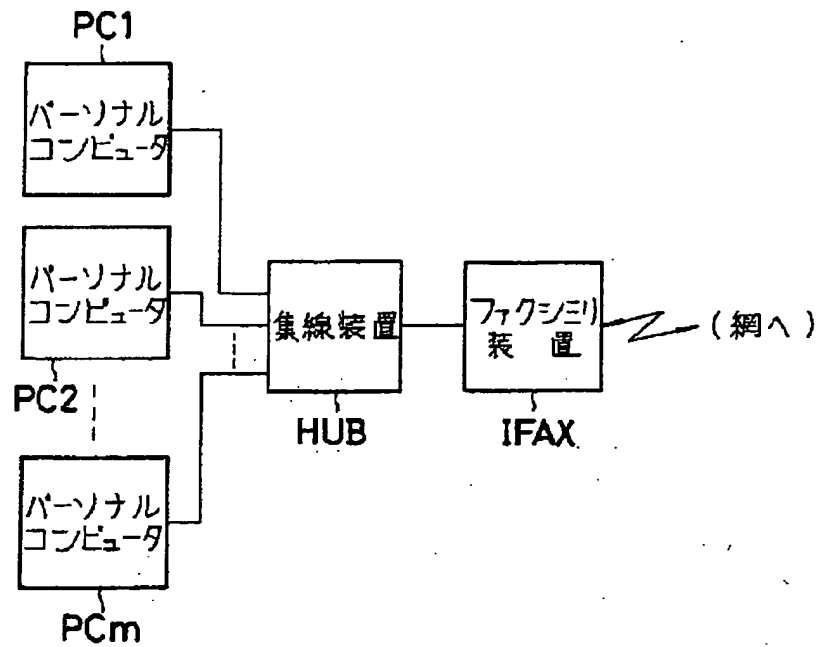 PC1
パーソナル
コンピュータ
パーソナル
コンピュータ
PC2
集線装置
HUB
ファクシミリ
装置
IFAX
(網へ)
パーソナル
コンピュータ
PCm